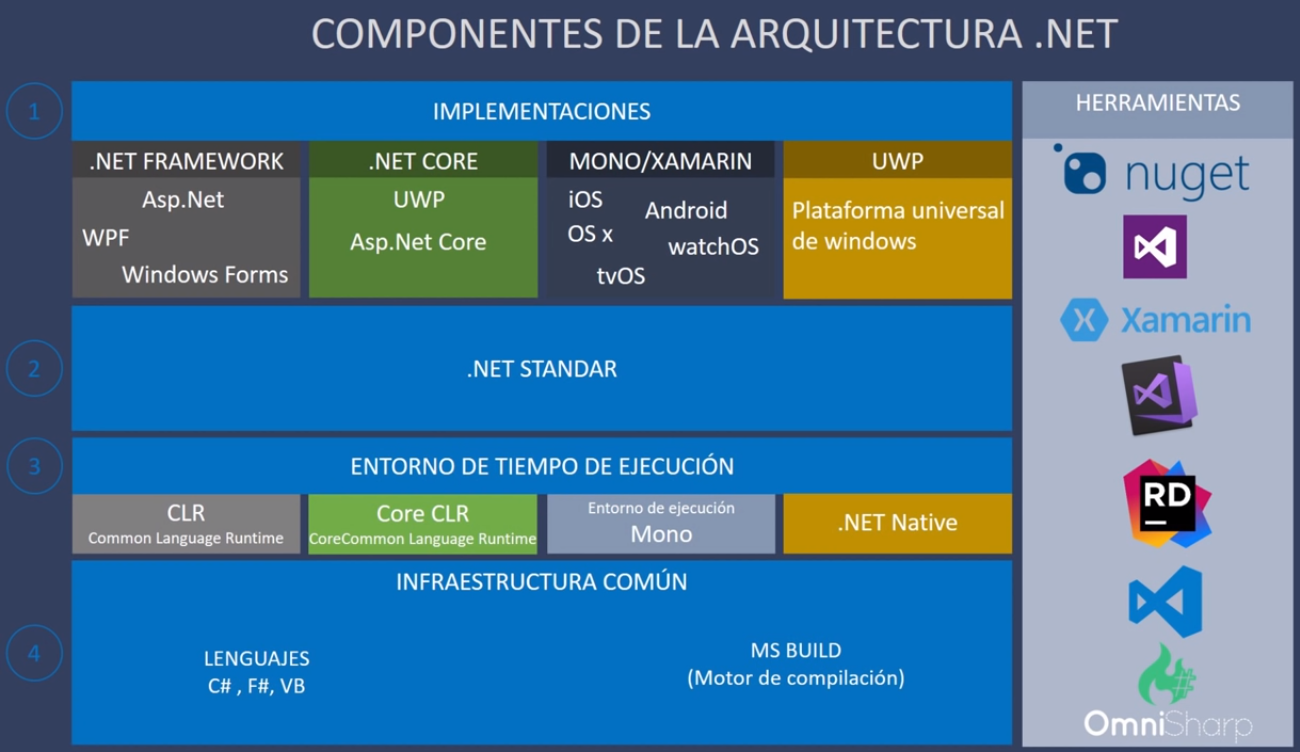 COMPONENTES DE LA ARQUITECTURA .NET
1
IMPLEMENTACIONES
.NET FRAMEWORK
Asp.Net
WPF
Windows Forms
.NET CORE
UWP
Asp.Net Core
MONO/XAMARIN
iOS
Android
OS x
watchOS
tvOS
UWP
Plataforma universal
de windows
2
.NET STANDAR
3
ENTORNO DE TIEMPO DE EJECUCIÓN
CLR
Common Language Runtime
Core CLR
CoreCommon Language Runtime
Entorno de ejecución
Mono
.NET Native
4
INFRAESTRUCTURA COMÚN
LENGUAJES
C# , F#, VB
MS BUILD
(Motor de compilación)
HERRAMIENTAS
nuget
X Xamarin
RD
OmniSharp